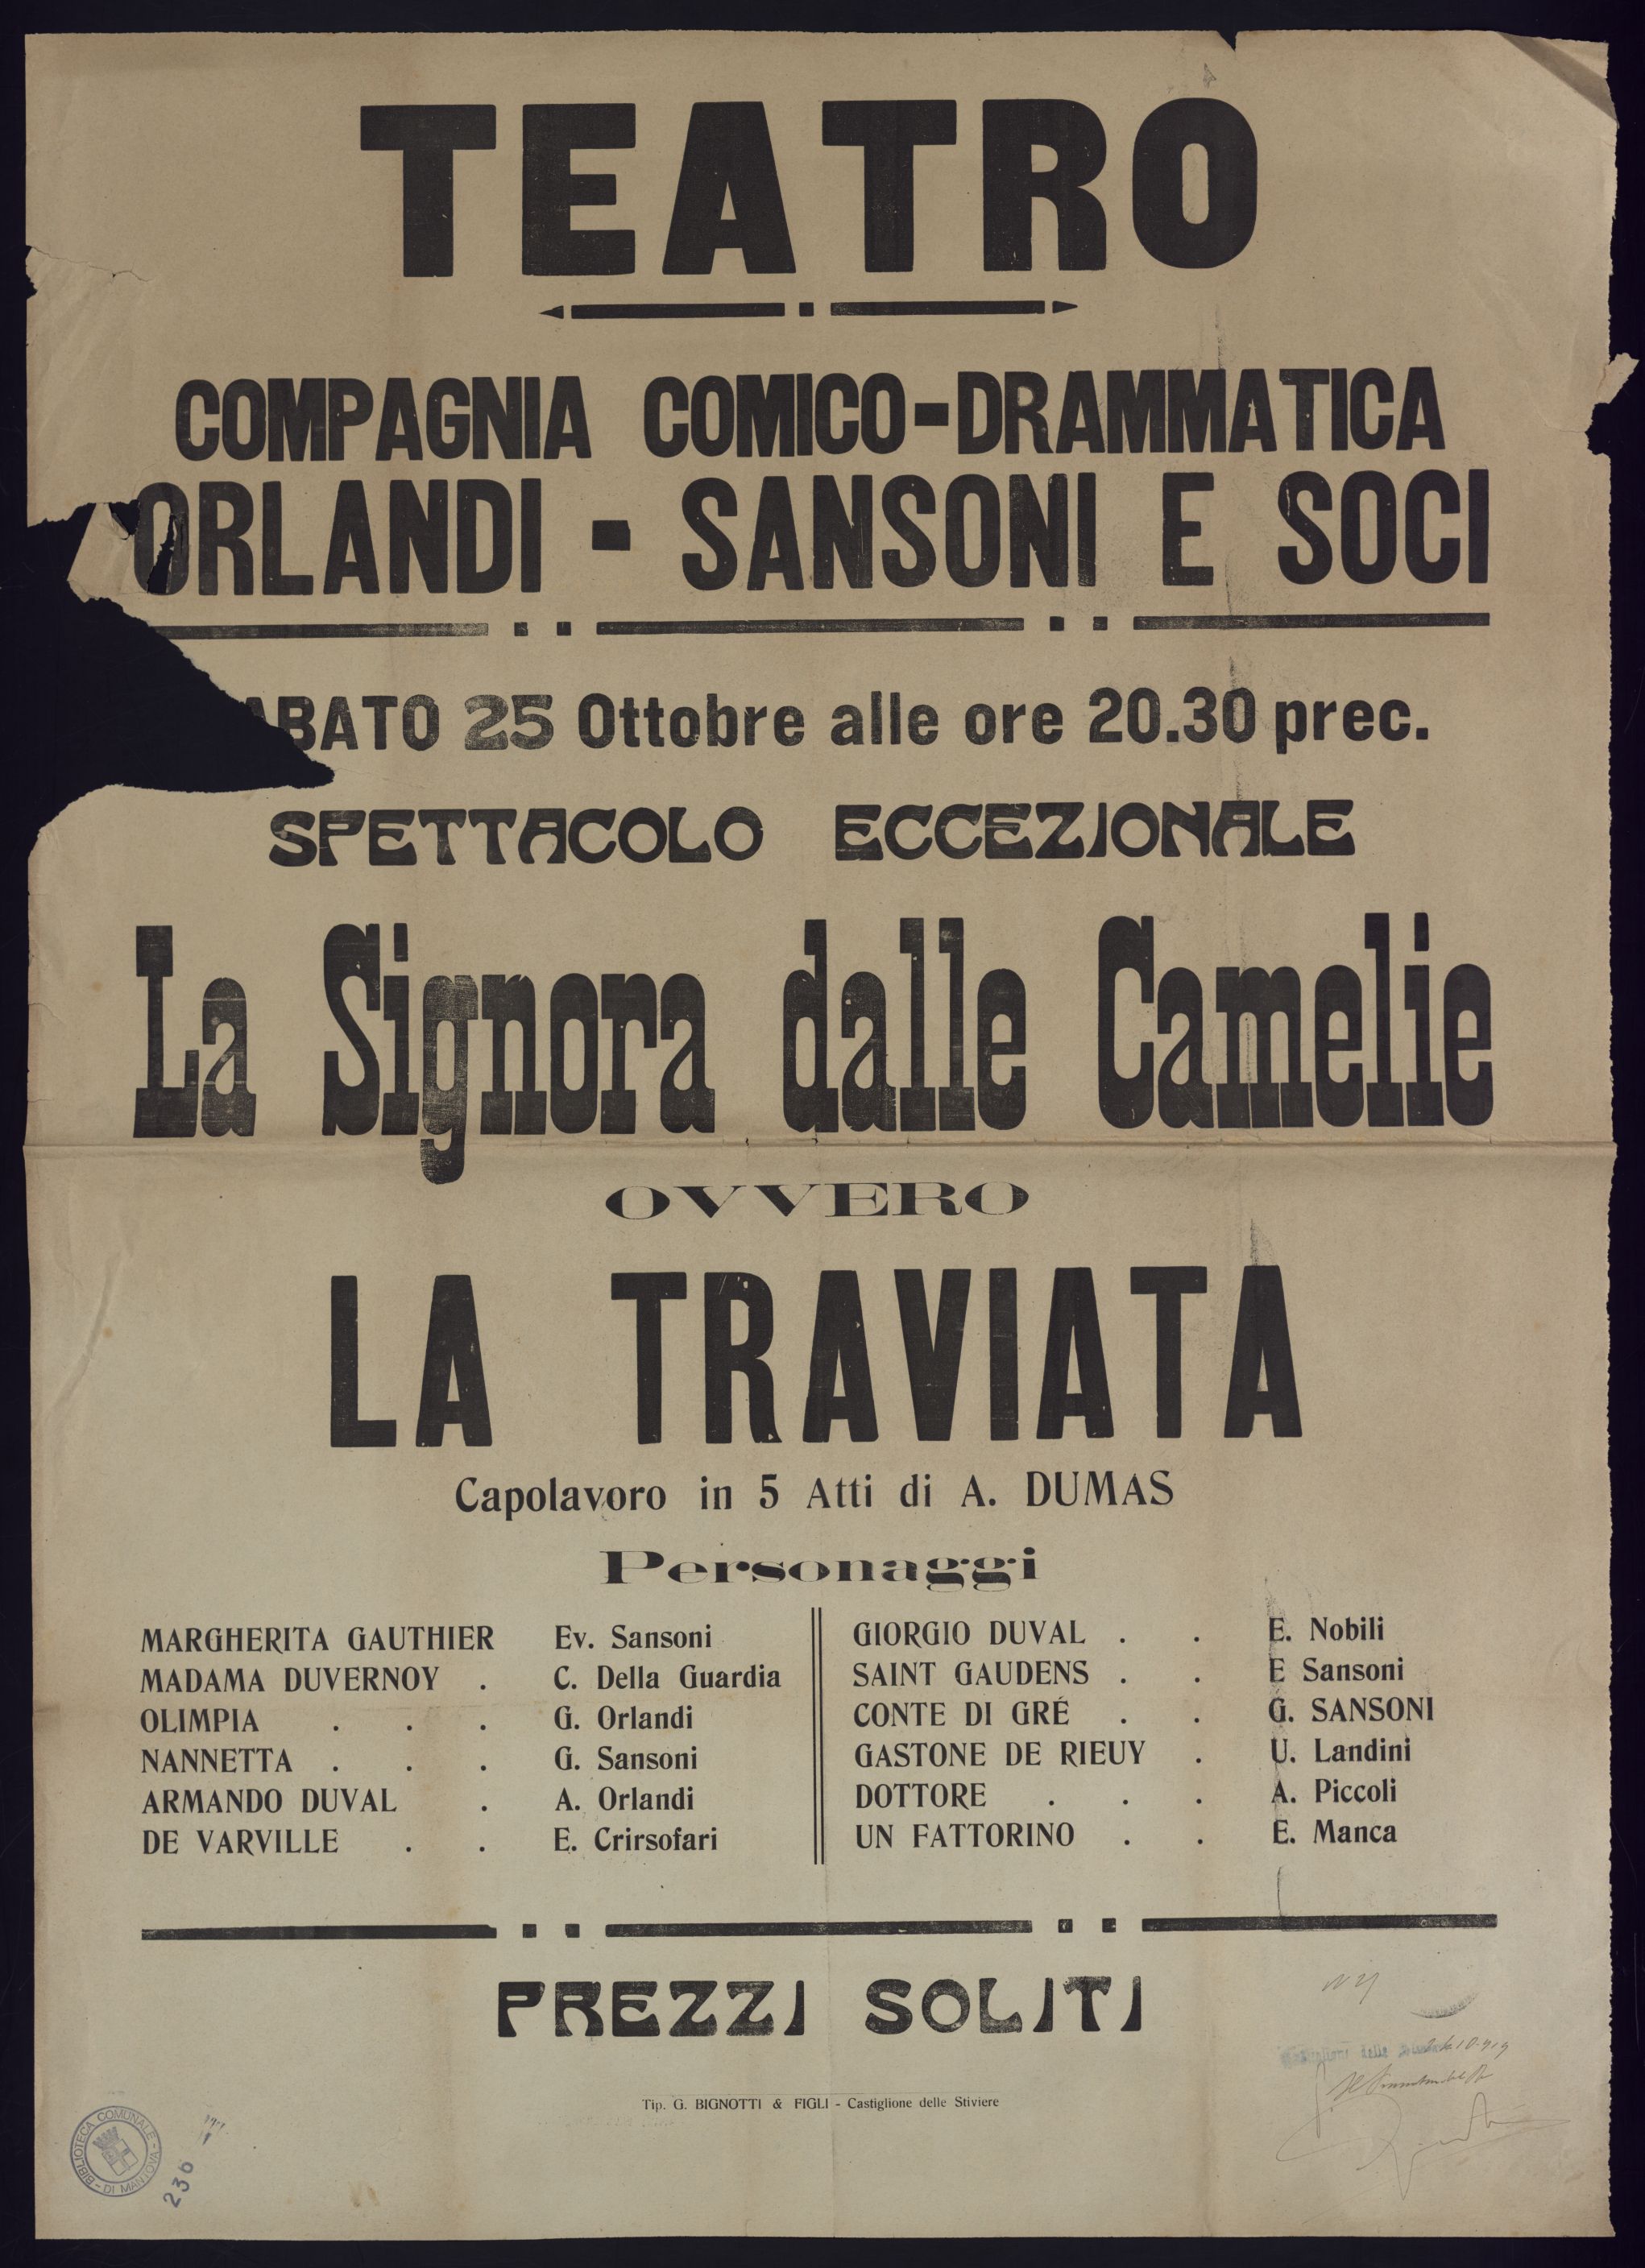 TEATRO
COMPAGNIA COMICO-DRAMMATICA
ORLANDI - SANSONI E SOCI
ABATO 25 Ottobre alle ore 20.30 prec.
SPETTACOLO ECCEZIONALE
La Signora dalle Camelie
OVVERO
LA TRAVIATA
Capolavoro in 5 Atti di A. DUMAS
Personaggi
MARGHERITA GAUTHIER Ev. Sansoni
MADAMA DUVERNOY . C. Della Guardia
OLIMPIA . . . G. Orlandi
NANNETTA . . . G. Sansoni
ARMANDO DUVAL . A. Orlandi
DE VARVILLE . . E. Crirsofari
GIORGIO DUVAL . . E. Nobili
SAINT GAUDENS . . E Sansoni
CONTE DI GRÉ . . G. SANSONI
GASTONE DE RIEUY . U. Landini
DOTTORE . . . A. Piccoli
UN FATTORINO . . E. Manca
PREZZI SOLITI
Tip. G. BIGNOTTI & FIGLI - Castiglione delle Stiviere
BIBLIOTECA COMUNALE - DI MANTOVA -
236